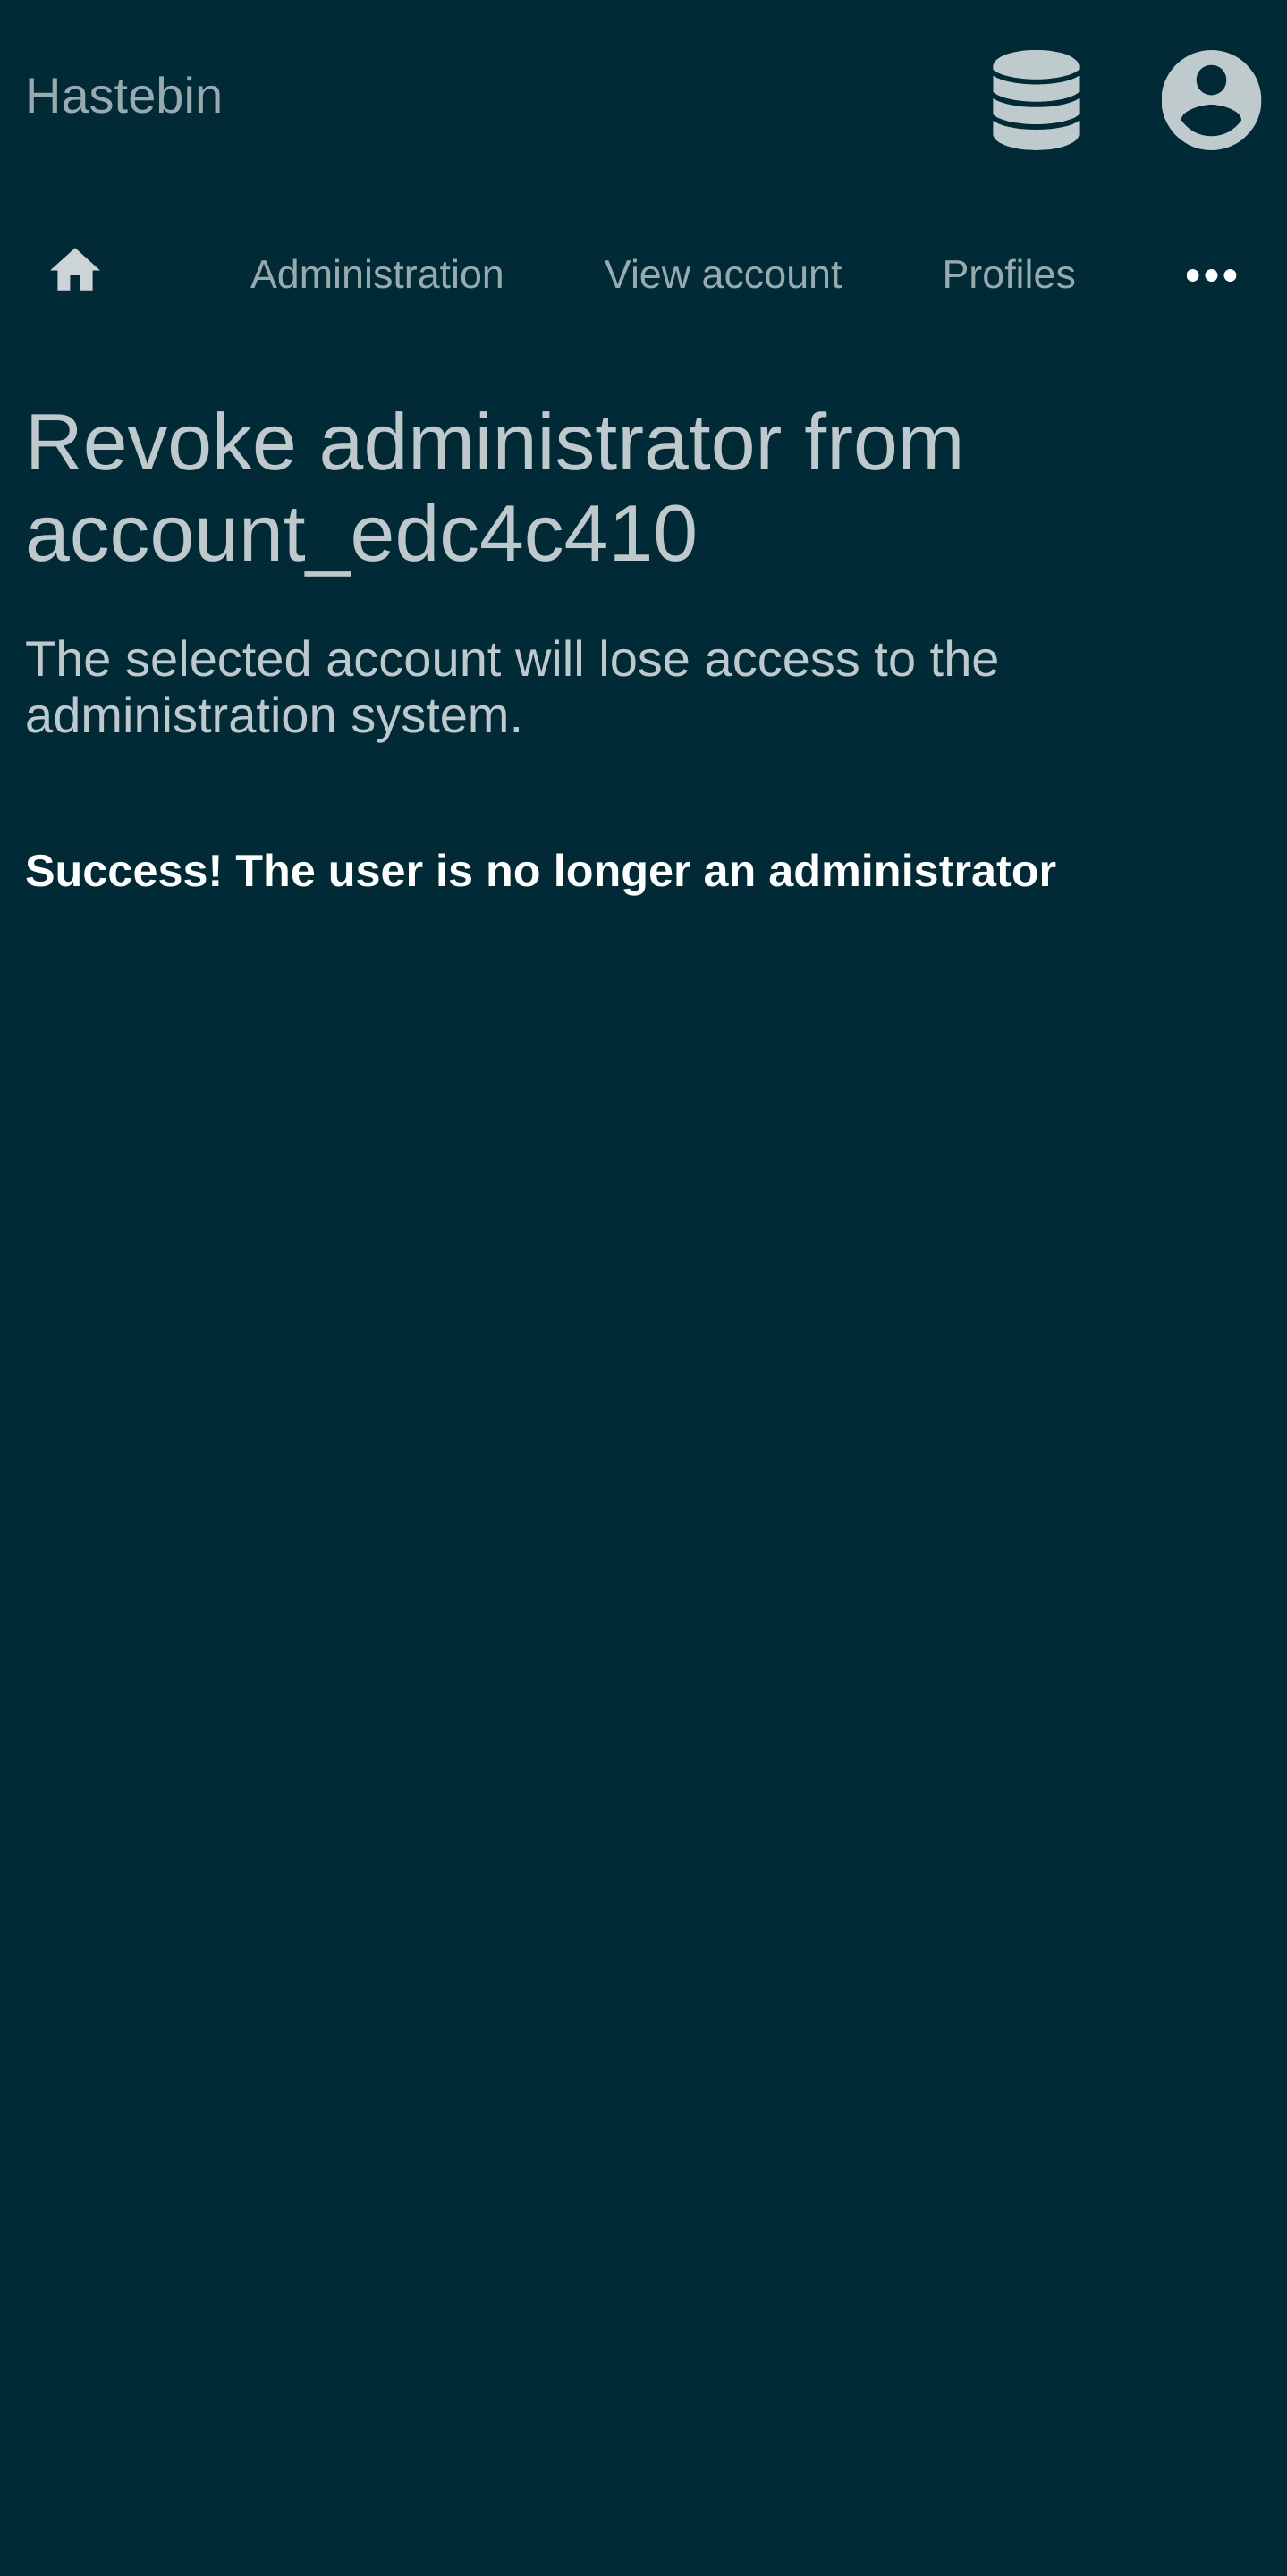 Hastebin
Administration View account Profiles
Revoke administrator from
account_edc4c410
The selected account will lose access to the
administration system.
Success! The user is no longer an administrator